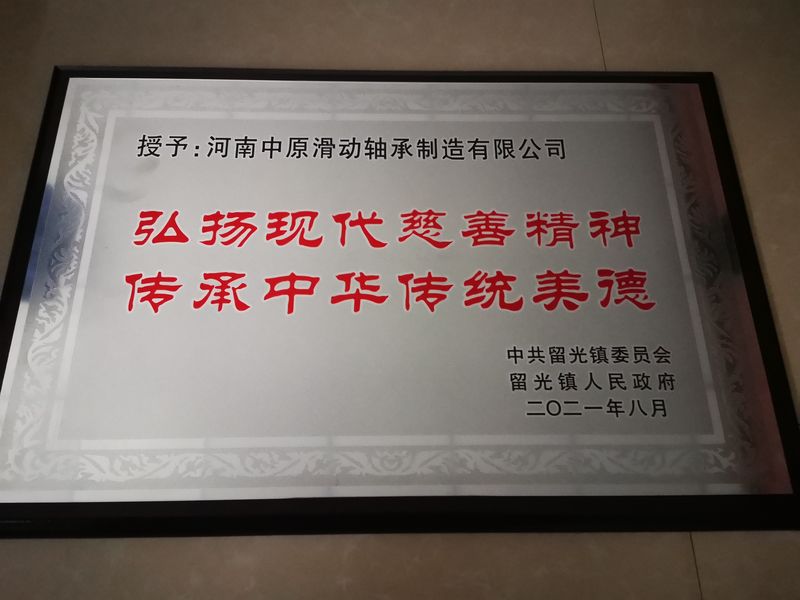 授予:河南中原滑动轴承制造有限公司
弘扬现代慈善精神
传承中华传统美德
中共留光镇委员会
留光镇人民政府
二〇二一年八月